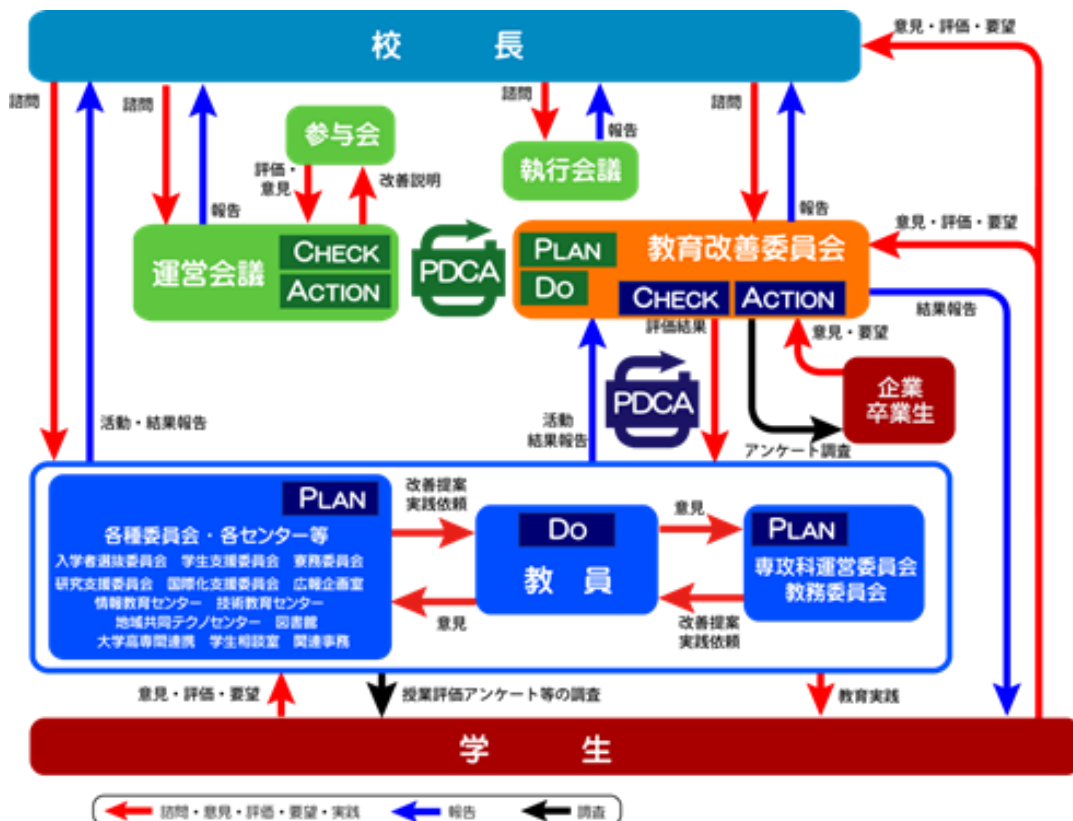 校 長
意見・評価・要望
諮問
諮問
諮問
諮問
参与会
報告
執行会議
評価・
意見
改善説明
報告
報告
意見・評価・要望
運営会議
CHECK
ACTION
PDCA
PLAN
DO
教育改善委員会
CHECK
ACTION
結果報告
評価結果
意見・要望
企業
卒業生
PDCA
活動・結果報告
活動
結果報告
アンケート調査
PLAN
各種委員会・各センター等
入学者選抜委員会 学生支援委員会 寮務委員会
研究支援委員会 国際化支援委員会 広報企画室
情報教育センター 技術教育センター
地域共同テクノセンター 図書館
大学高専間連携 学生相談室 関連事務
改善提案
実践依頼
意見
DO
教 員
意見
改善提案
実践依頼
PLAN
専攻科運営委員会
教務委員会
意見・評価・要望
授業評価アンケート等の調査
教育実践
学 生
諮問・意見・評価・要望・実践
報告
調査